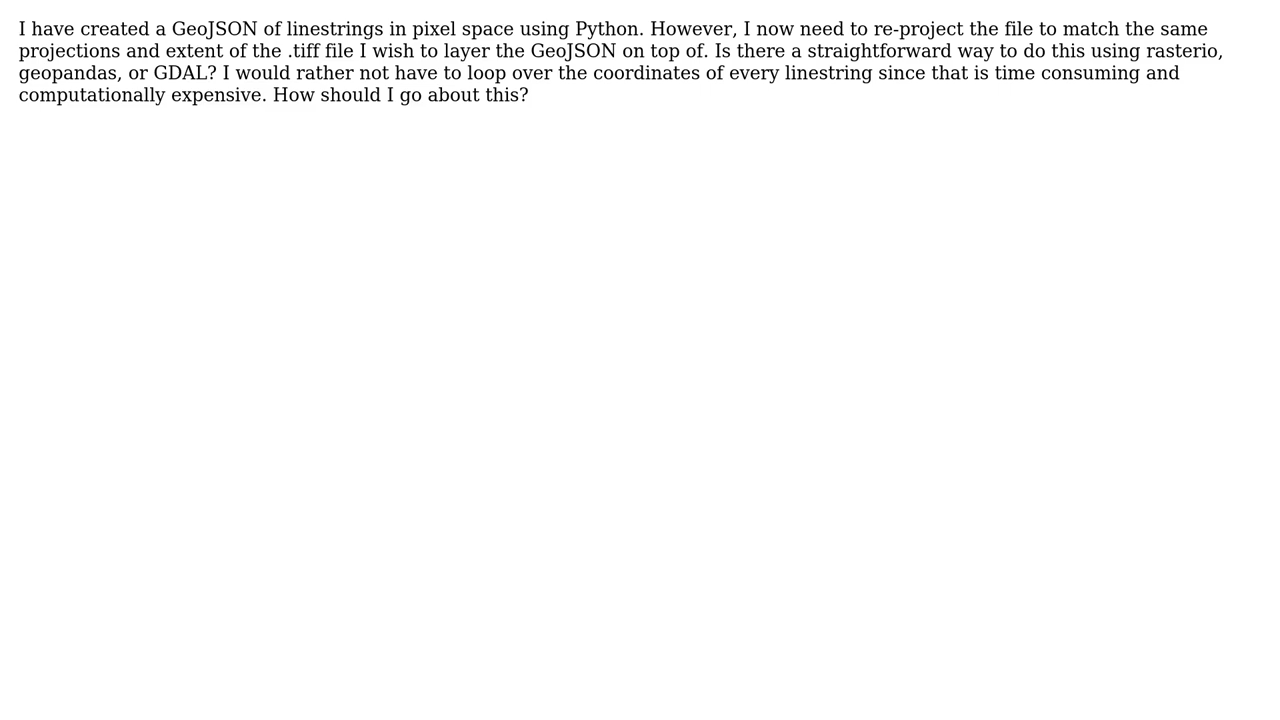 I have created a GeoJSON of linestrings in pixel space using Python. However, I now need to re-project the file to match the same
projections and extent of the .tiff file I wish to layer the GeoJSON on top of. Is there a straightforward way to do this using rasterio,
geopandas, or GDAL? I would rather not have to loop over the coordinates of every linestring since that is time consuming and
computationally expensive. How should I go about this?